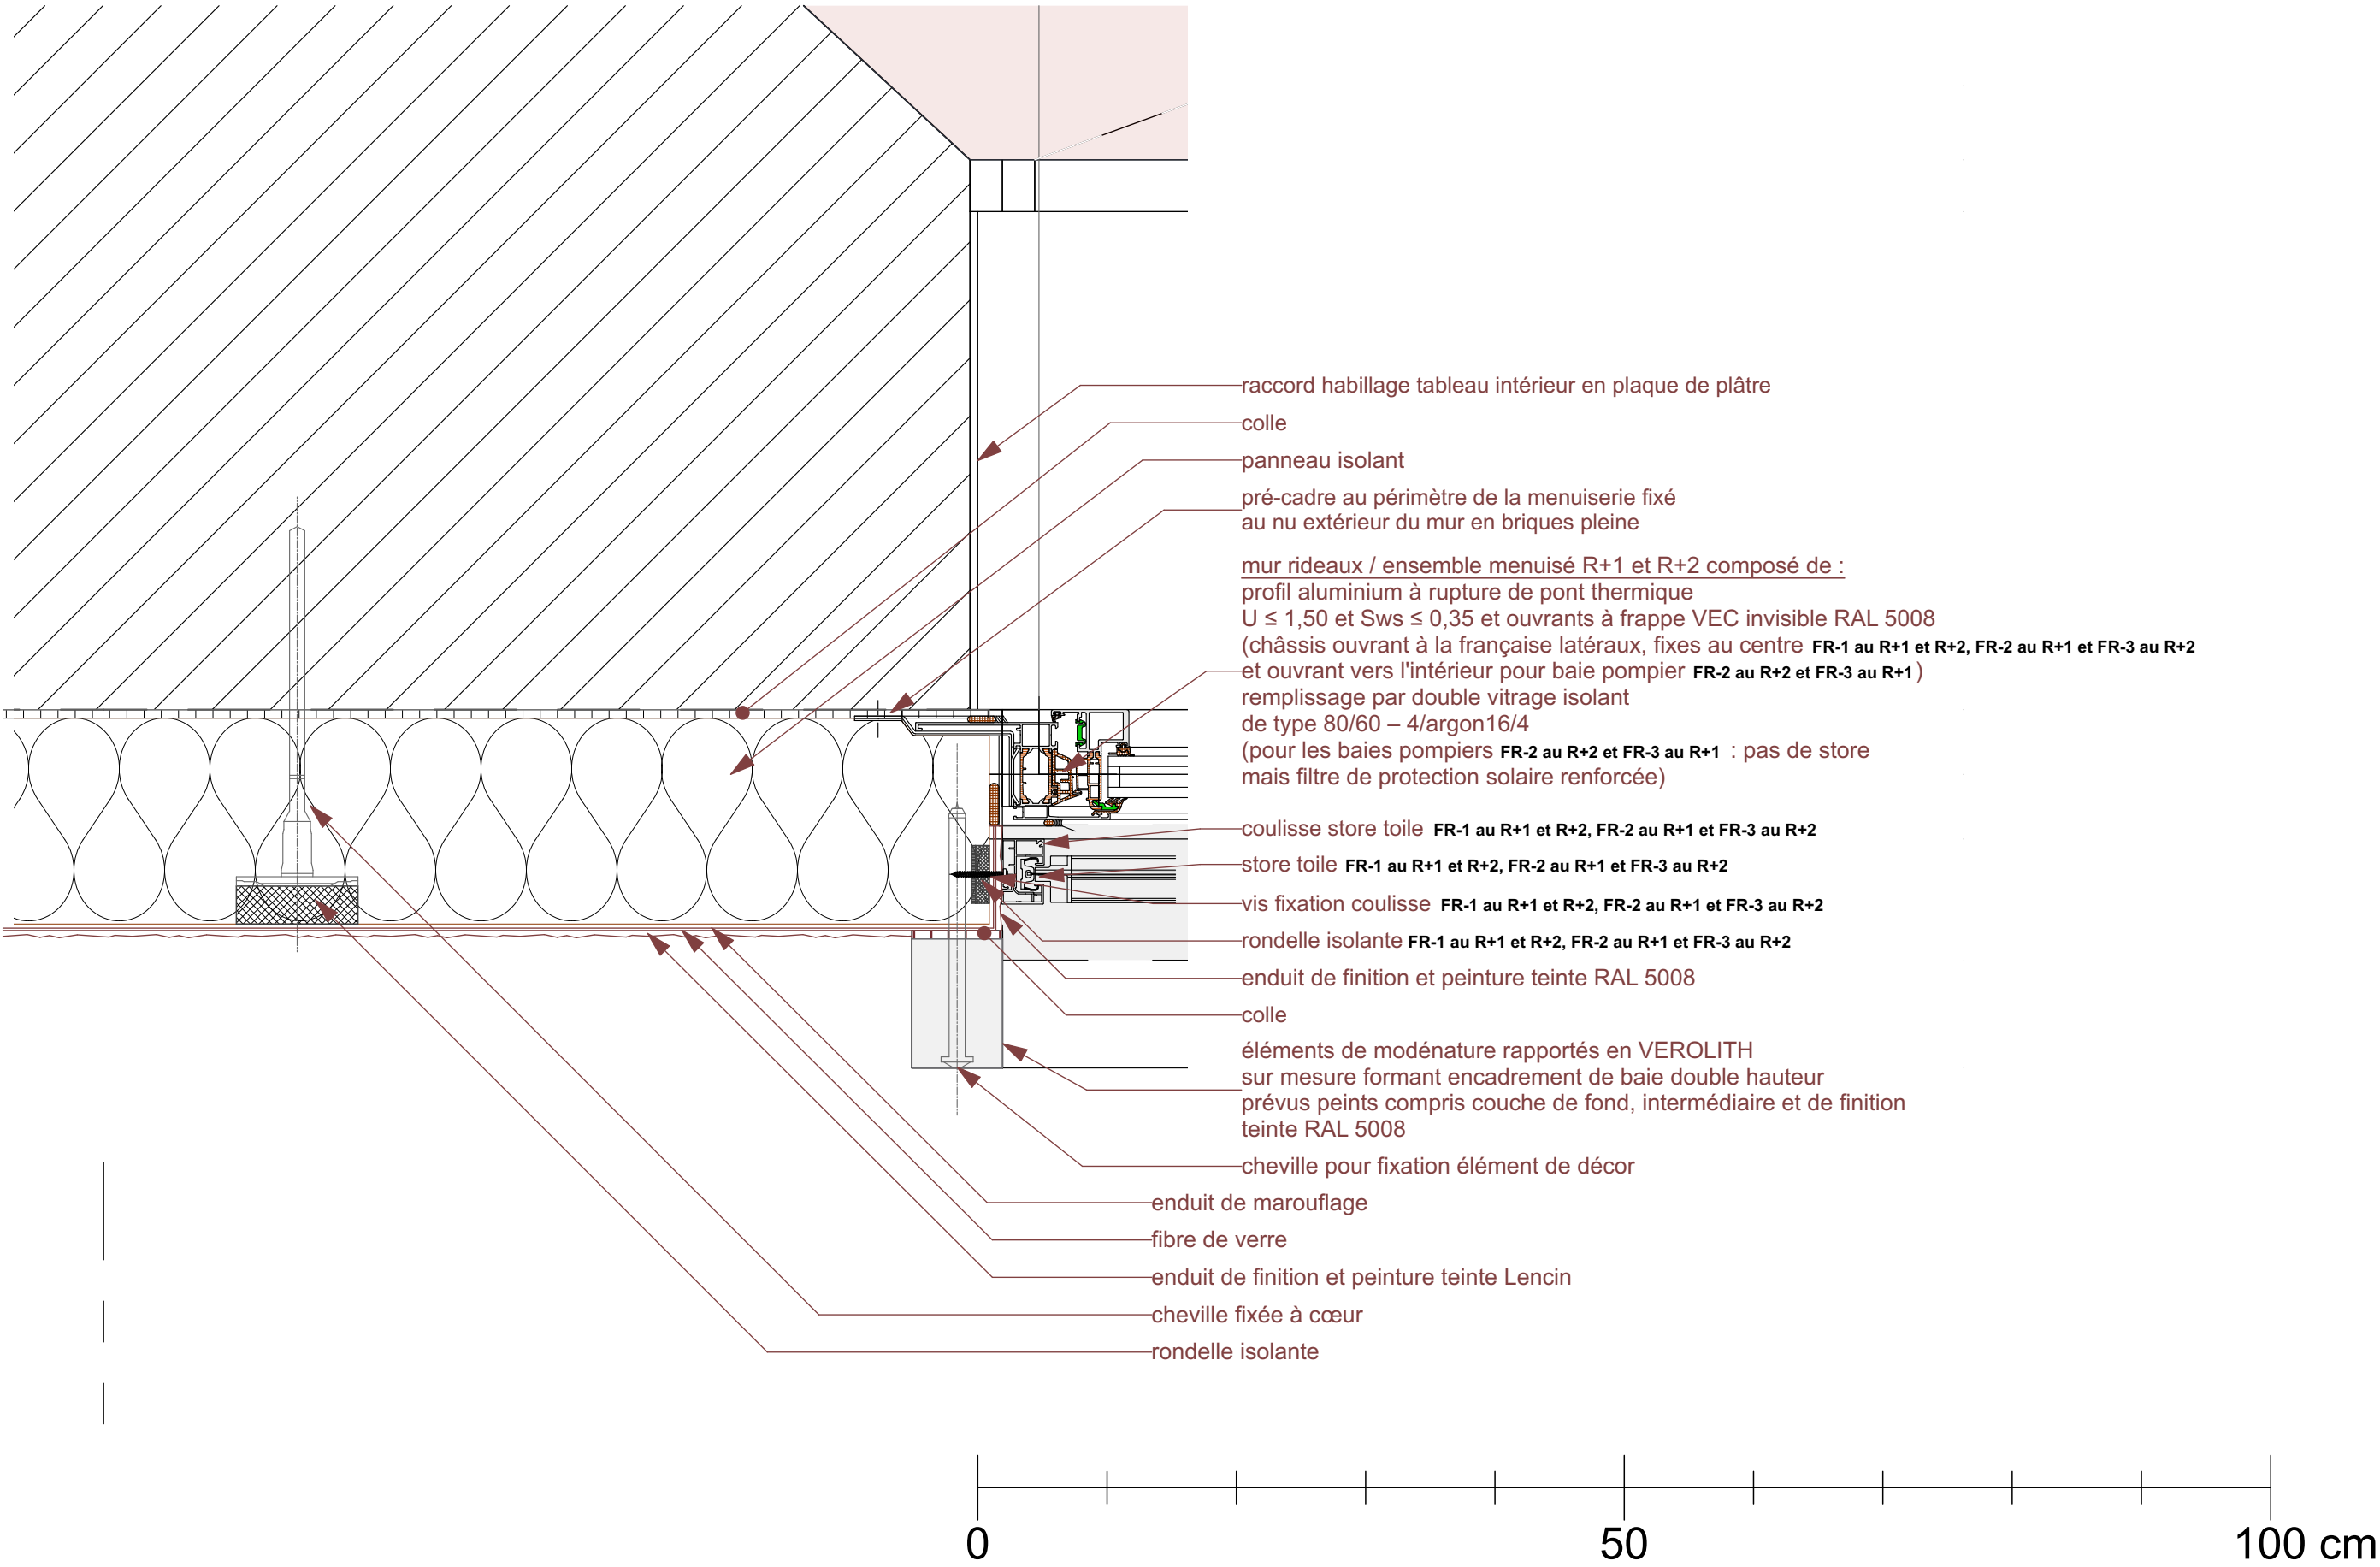 raccord habillage tableau intérieur en plaque de plâtre
colle
panneau isolant
pré-cadre au périmètre de la menuiserie fixé
au nu extérieur du mur en briques pleine
mur rideaux / ensemble menuisé R+1 et R+2 composé de :
profil aluminium à rupture de pont thermique
U ≤ 1,50 et Sws ≤ 0,35 et ouvrants à frappe VEC invisible RAL 5008
(châssis ouvrant à la française latéraux, fixes au centre FR-1 au R+1 et R+2, FR-2 au R+1 et FR-3 au R+2
et ouvrant vers l'intérieur pour baie pompier FR-2 au R+2 et FR-3 au R+1)
remplissage par double vitrage isolant
de type 80/60 – 4/argon16/4
(pour les baies pompiers FR-2 au R+2 et FR-3 au R+1 : pas de store
mais filtre de protection solaire renforcée)
coulisse store toile FR-1 au R+1 et R+2, FR-2 au R+1 et FR-3 au R+2
store toile FR-1 au R+1 et R+2, FR-2 au R+1 et FR-3 au R+2
vis fixation coulisse FR-1 au R+1 et R+2, FR-2 au R+1 et FR-3 au R+2
rondelle isolante FR-1 au R+1 et R+2, FR-2 au R+1 et FR-3 au R+2
enduit de finition et peinture teinte RAL 5008
colle
éléments de modénature rapportés en VEROLITH
sur mesure formant encadrement de baie double hauteur
prévus peints compris couche de fond, intermédiaire et de finition
teinte RAL 5008
cheville pour fixation élément de décor
enduit de marouflage
fibre de verre
enduit de finition et peinture teinte Lencin
cheville fixée à cœur
rondelle isolante
0 50 100 cm